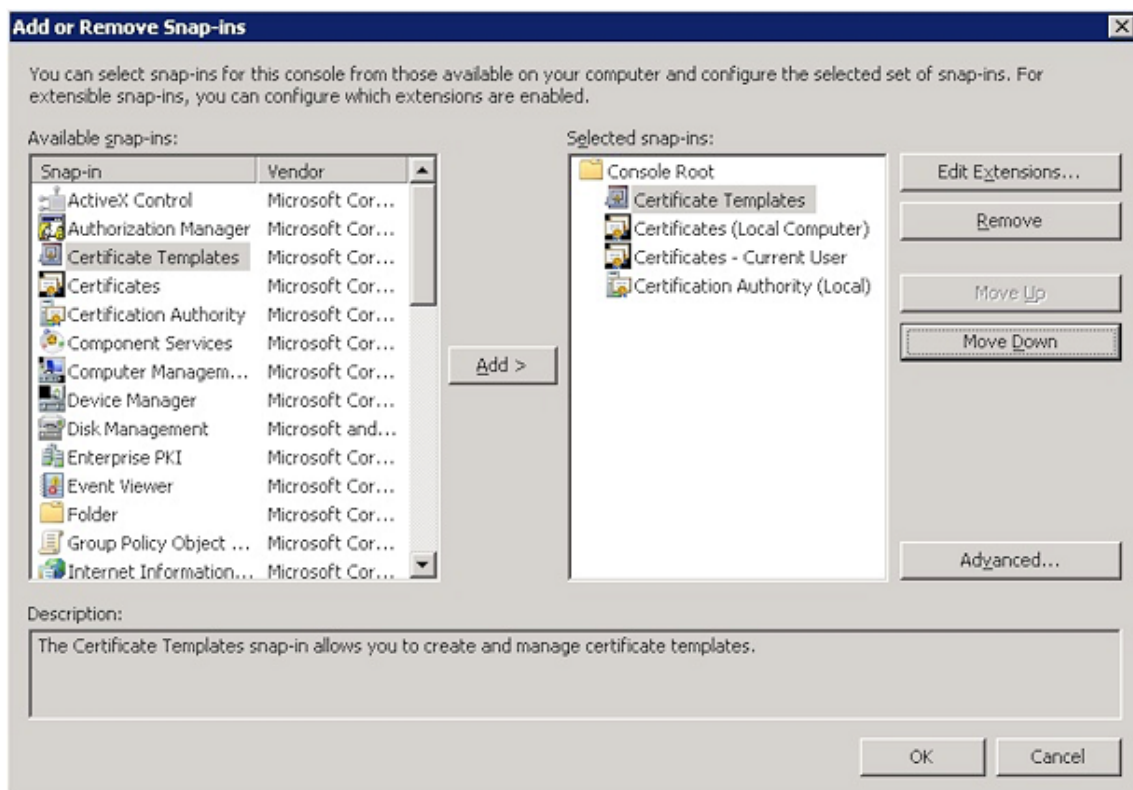 Add or Remove Snap-ins
You can select snap-ins for this console from those available on your computer and configure the selected set of snap-ins. For
extensible snap-ins, you can configure which extensions are enabled.
Available snap-ins:
Snap-in Vendor
ActiveX Control Microsoft Cor...
Authorization Manager Microsoft Cor...
Certificate Templates Microsoft Cor...
Certificates Microsoft Cor...
Certification Authority Microsoft Cor...
Component Services Microsoft Cor...
Computer Managem... Microsoft Cor...
Device Manager Microsoft Cor...
Disk Management Microsoft and...
Enterprise PKI Microsoft Cor...
Event Viewer Microsoft Cor...
Folder Microsoft Cor...
Group Policy Object ... Microsoft Cor...
Internet Information... Microsoft Cor...
Add >
Selected snap-ins:
Console Root
Certificate Templates
Certificates (Local Computer)
Certificates - Current User
Certification Authority (Local)
Edit Extensions...
Remove
Move Up
Move Down
Advanced...
Description:
The Certificate Templates snap-in allows you to create and manage certificate templates.
OK
Cancel